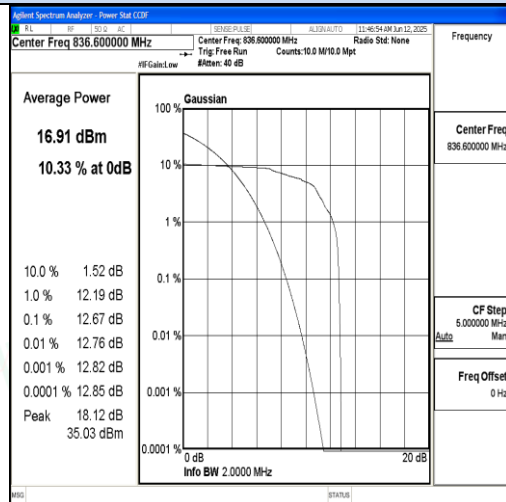 Agilent Spectrum Analyzer - Power Stat CCDF
RL RF 50 Ω AC SENSE:PULSE ALIGNAUTO 11:46:54 AM Jun 12, 2025
Center Freq 836.600000 MHz
Center Freq: 836.600000 MHz Radio Std: None
Trig: Free Run Counts:10.0 M/10.0 Mpt
#IFGain:Low #Atten: 40 dB
Frequency
Average Power
16.91 dBm
10.33 % at 0dB
10.0 % 1.52 dB
1.0 % 12.19 dB
0.1 % 12.67 dB
0.01 % 12.76 dB
0.001 % 12.82 dB
0.0001 % 12.85 dB
Peak 18.12 dB
35.03 dBm
Gaussian
100 %
10 %
1 %
0.1 %
0.01 %
0.001 %
0.0001 %
0 dB 20 dB
Info BW 2.0000 MHz
Center Freq
836.600000 MHz
CF Step
5.000000 MHz
Auto Man
Freq Offset
0 Hz
MSG STATUS